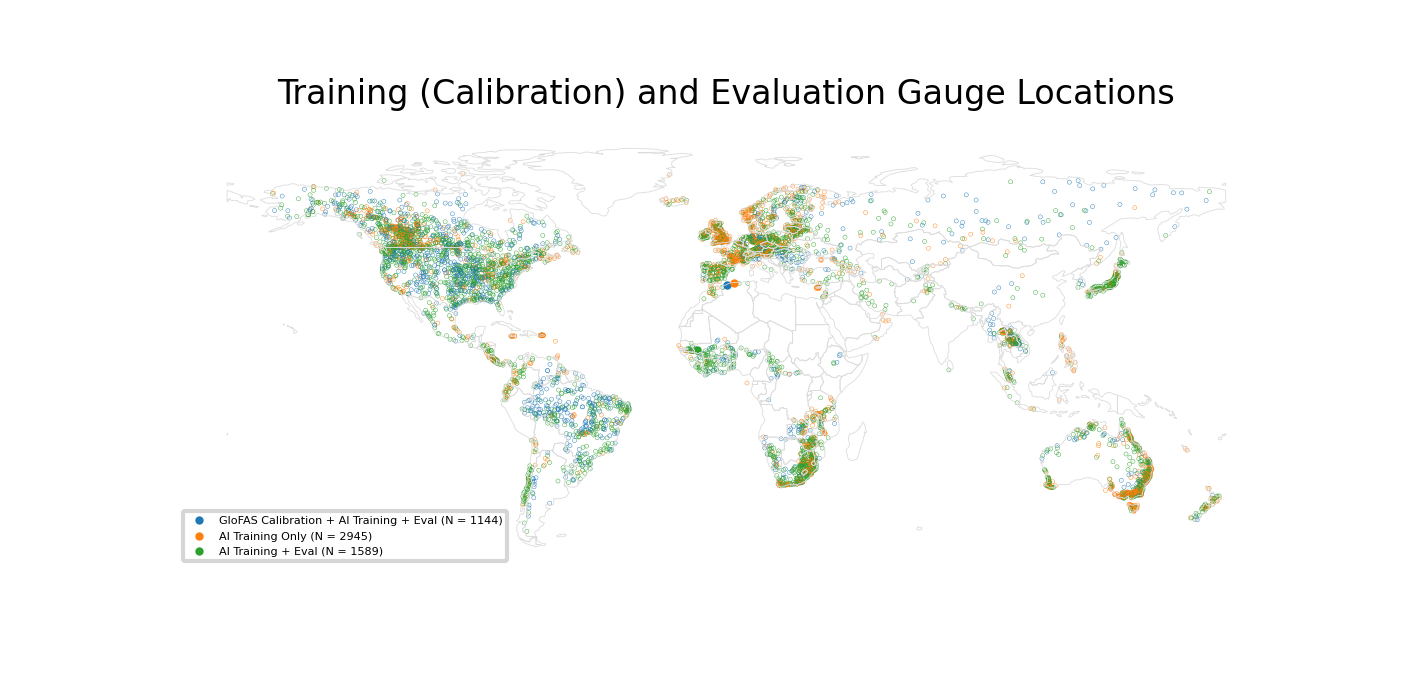 Training (Calibration) and Evaluation Gauge Locations
GloFAS Calibration + AI Training + Eval (N = 1144)
AI Training Only (N = 2945)
AI Training + Eval (N = 1589)